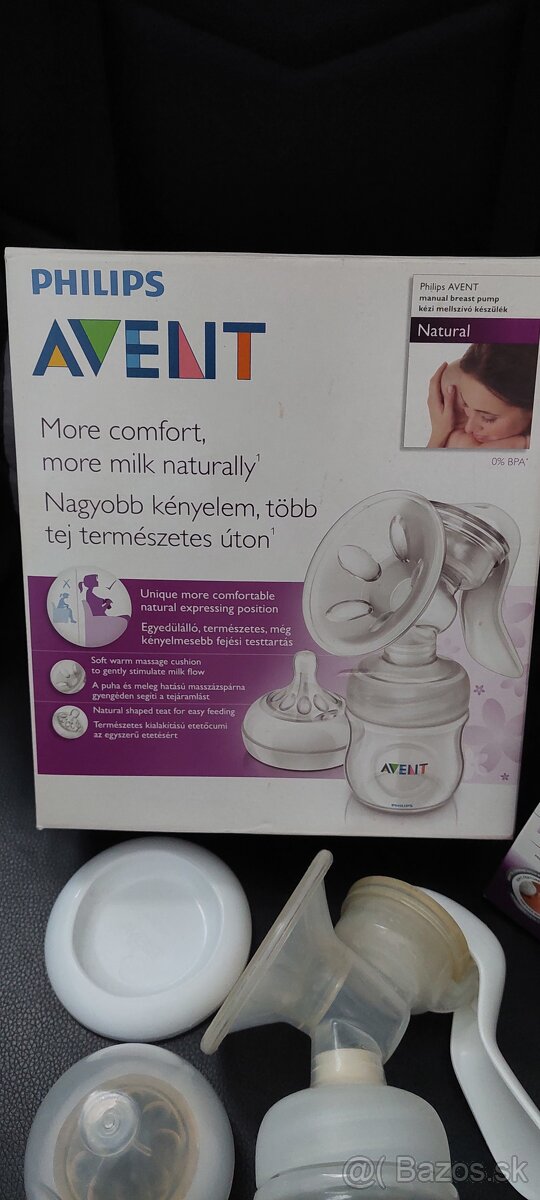 PHILIPS
AVENT
Philips AVENT
manual breast pump
kézi mellszívó készülék
Natural
0% BPA*
More comfort,
more milk naturally¹
Nagyobb kényelem, több
tej természetes úton¹
Unique more comfortable
natural expressing position
Egyedülálló, természetes, még
kényelmesebb fejési testtartás
Soft warm massage cushion
to gently stimulate milk flow
A puha és meleg hatású masszázspárna
gyengéden segíti a tejáramlást
Natural shaped teat for easy feeding
Természetes kialakítású etetőcumi
az egyszerű etetésért
AVENT
PHILIPS
@( Bazos.sk